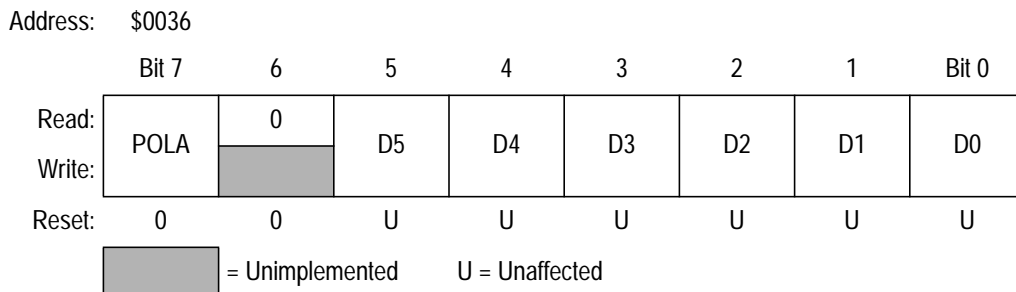 Address: $0036
Bit 7 6 5 4 3 2 1 Bit 0
Read: POLA 0 D5 D4 D3 D2 D1 D0
Write:
Reset: 0 0 U U U U U U
= Unimplemented U = Unaffected